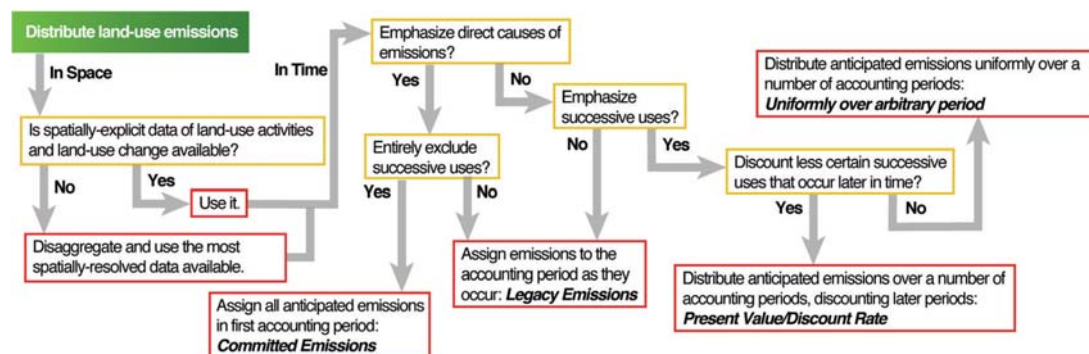 Distribute land-use emissions
In Space
In Time
Is spatially-explicit data of land-use activities
and land-use change available?
No
Yes
Use it.
Disaggregate and use the most
spatially-resolved data available.
Emphasize direct causes of
emissions?
Yes
No
Entirely exclude
successive uses?
Yes
No
Assign all anticipated emissions
in first accounting period:
Committed Emissions
Emphasize
successive uses?
No
Yes
Assign emissions to the
accounting period as they
occur: Legacy Emissions
Discount less certain successive
uses that occur later in time?
Yes
No
Distribute anticipated emissions uniformly over a
number of accounting periods:
Uniformly over arbitrary period
Distribute anticipated emissions over a number of
accounting periods, discounting later periods:
Present Value/Discount Rate